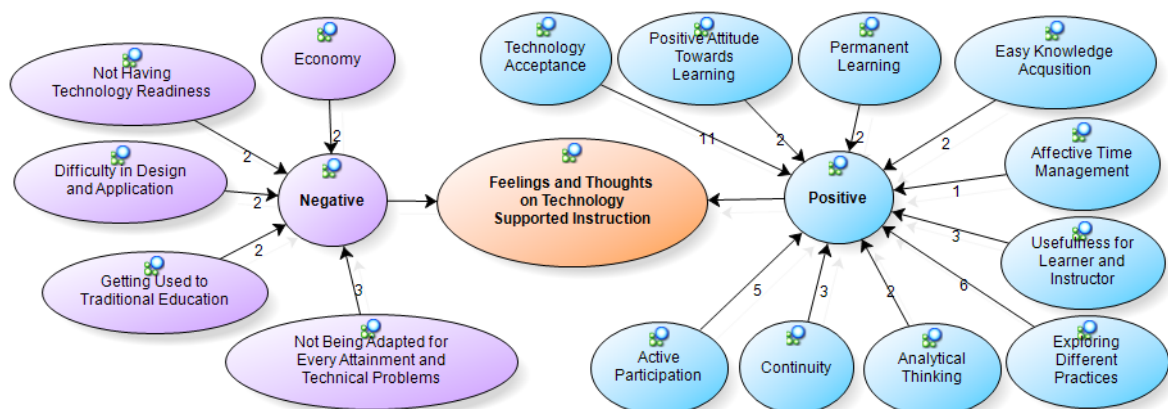 Not Having
Technology Readiness
Economy
Technology
Acceptance
Positive Attitude
Towards
Learning
Permanent
Learning
Easy Knowledge
Acqusition
2
2
11
2
2
2
Difficulty in Design
and Application
2
Negative
Feelings and Thoughts
on Technology
Supported Instruction
Positive
1
Affective Time
Management
Getting Used to
Traditional Education
2
3
Usefulness for
Learner and
Instructor
3
5
3
2
6
Not Being Adapted for
Every Attainment and
Technical Problems
Active
Participation
Continuity
Analytical
Thinking
Exploring
Different
Practices